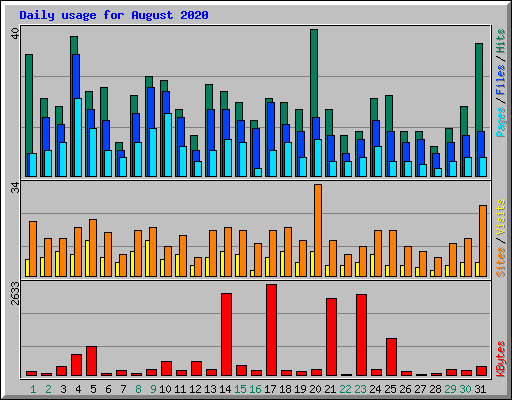 Daily usage for August 2020
40
Pages / Files / Hits
34
Sites / Visits
2633
KBytes
1 2 3 4 5 6 7 8 9 10 11 12 13 14 15 16 17 18 19 20 21 22 23 24 25 26 27 28 29 30 31